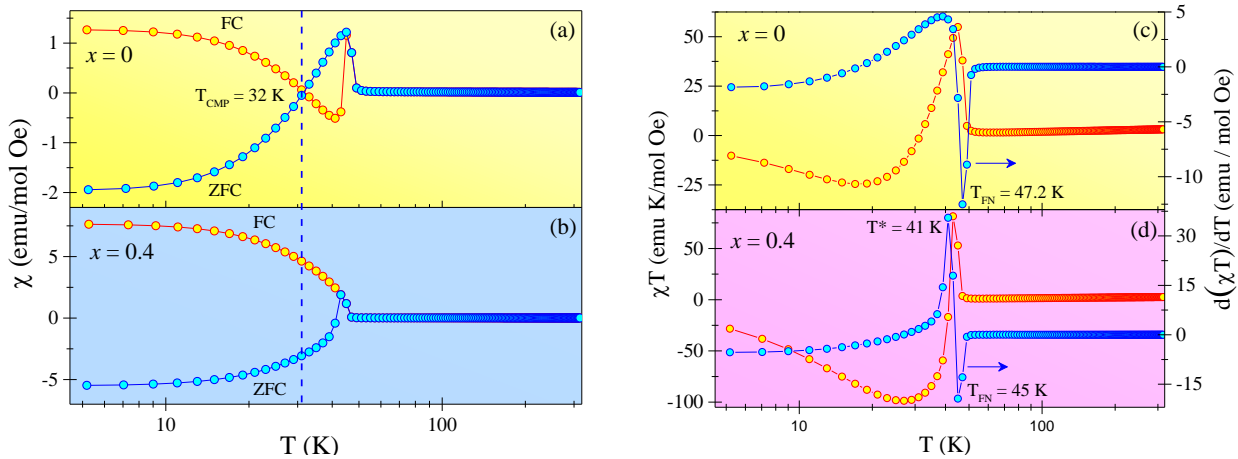 (a)
FC
x = 0
T_CMP = 32 K
ZFC
1
0
-1
-2
χ (emu/mol Oe)
(b)
FC
x = 0.4
ZFC
5
0
-5
10
100
T (K)
(c)
x = 0
T_FN = 47.2 K
50
25
0
-25
5
0
-5
-10
χT (emu K/mol Oe)
d(χT)/dT (emu / mol Oe)
(d)
x = 0.4
T* = 41 K
T_FN = 45 K
50
0
-50
-100
30
15
0
-15
10
100
T (K)